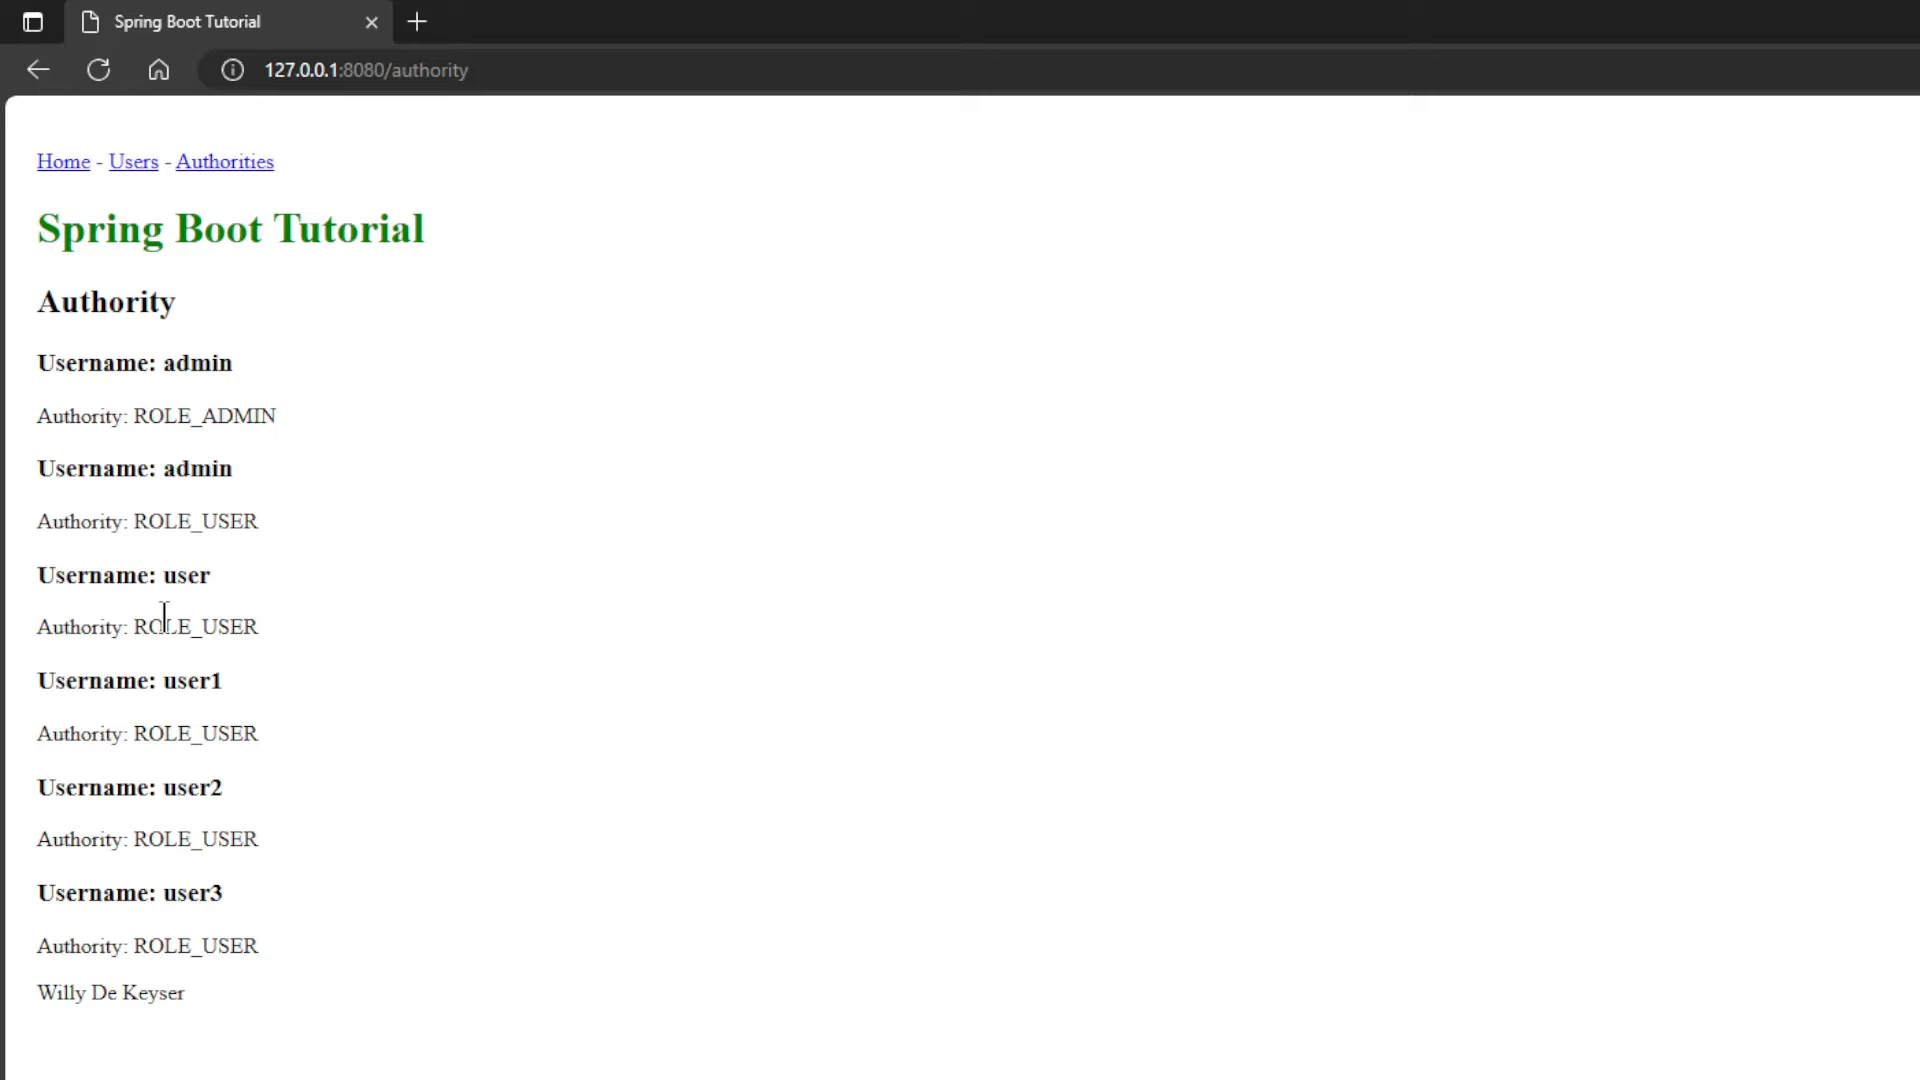 Spring Boot Tutorial
127.0.0.1:8080/authority
Home - Users - Authorities
Spring Boot Tutorial
Authority
Username: admin
Authority: ROLE_ADMIN
Username: admin
Authority: ROLE_USER
Username: user
Authority: ROLE_USER
Username: user1
Authority: ROLE_USER
Username: user2
Authority: ROLE_USER
Username: user3
Authority: ROLE_USER
Willy De Keyser